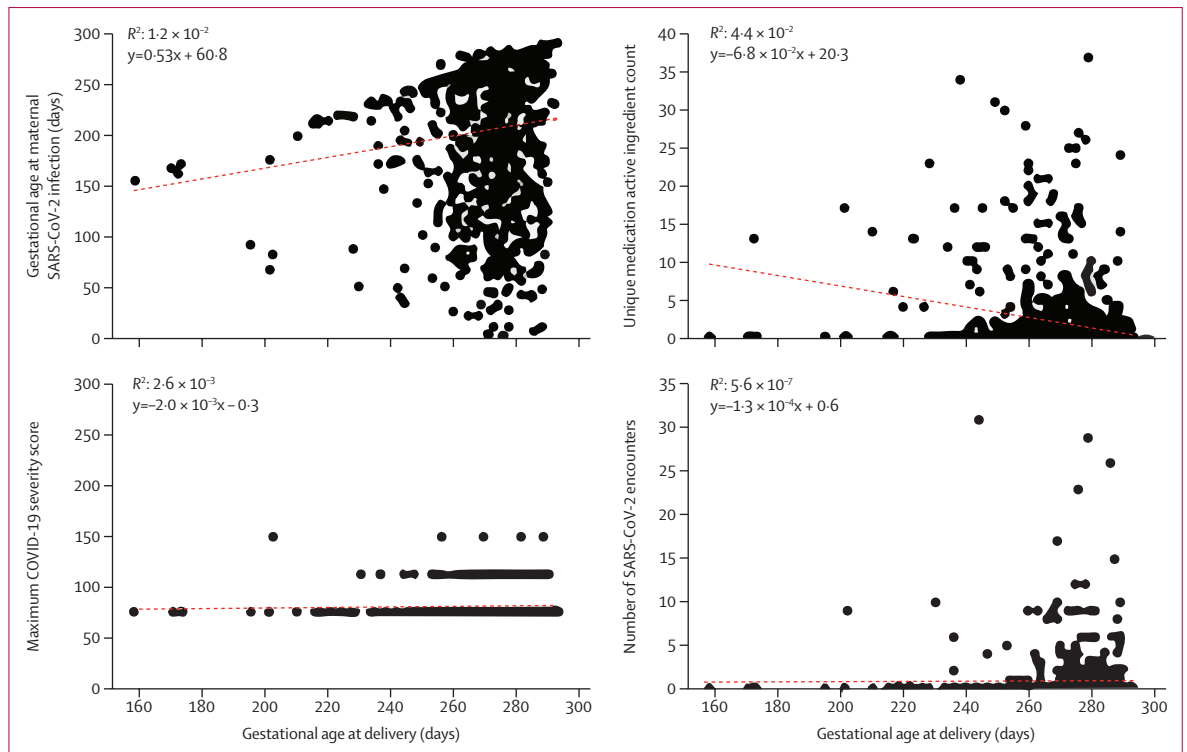 300
250
200
150
100
50
0
Gestational age at maternal
SARS-CoV-2 infection (days)
R²: 1·2 × 10⁻²
y=0·53x + 60·8
40
35
30
25
20
15
10
5
0
Unique medication active ingredient count
R²: 4·4 × 10⁻²
y=–6·8 × 10⁻²x + 20·3
300
250
200
150
100
50
0
Maximum COVID-19 severity score
R²: 2·6 × 10⁻³
y=–2·0 × 10⁻³x – 0·3
160 180 200 220 240 260 280 300
Gestational age at delivery (days)
35
30
25
20
15
10
5
0
Number of SARS-CoV-2 encounters
R²: 5·6 × 10⁻⁷
y=–1·3 × 10⁻⁴x + 0·6
160 180 200 220 240 260 280 300
Gestational age at delivery (days)